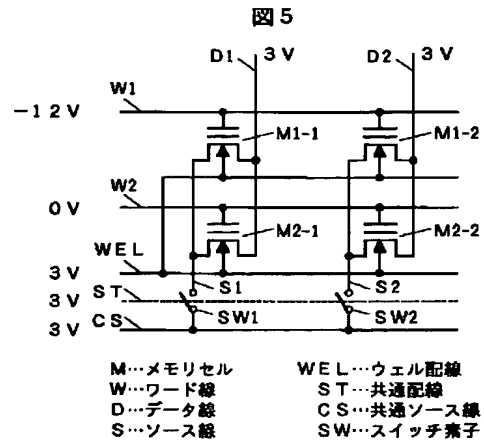 図5
D1 3V D2 3V
W1
-12V
M1-1 M1-2
W2
0V
M2-1 M2-2
WEL
3V S1 S2
ST
3V
CS SW1 SW2
3V
M…メモリセル WEL…ウェル配線
W…ワード線 ST…共通配線
D…データ線 CS…共通ソース線
S…ソース線 SW…スイッチ素子